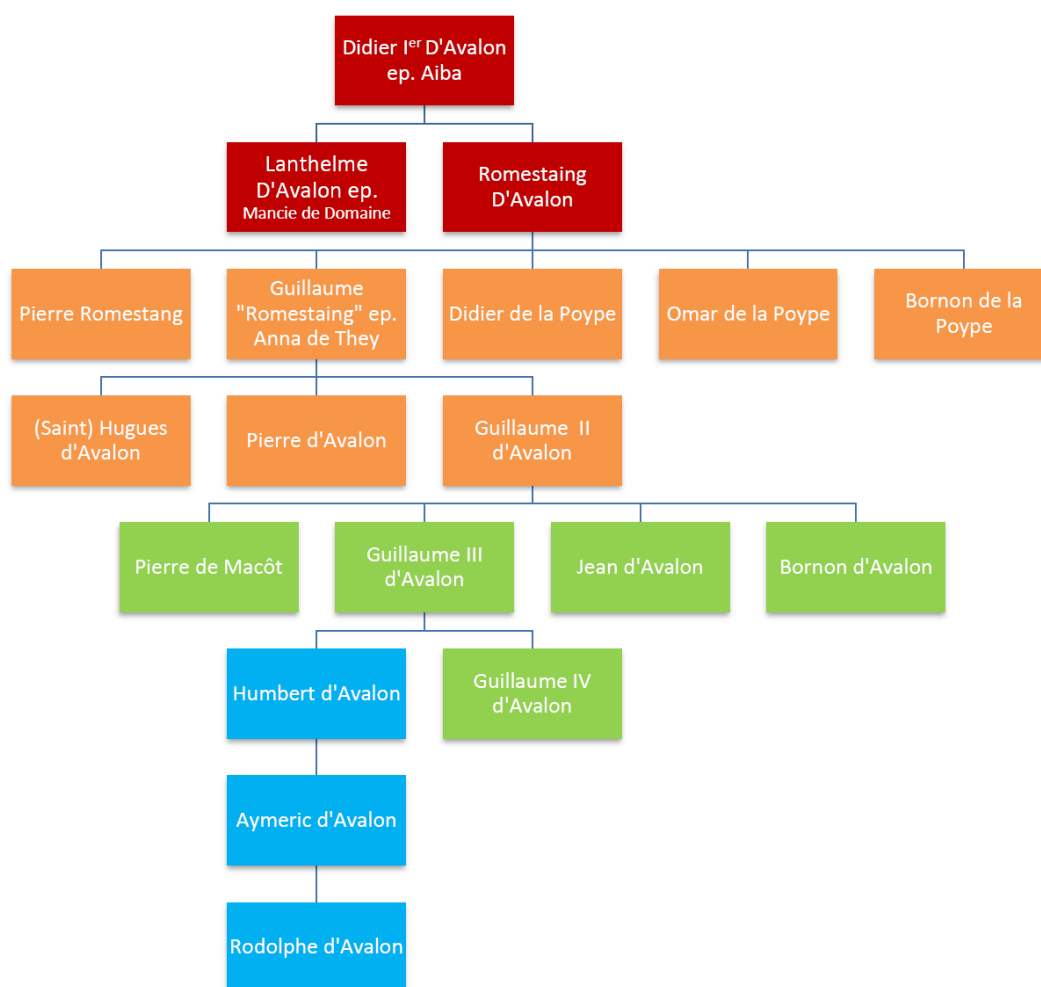 Didier Iᵉʳ D'Avalon
ep. Aiba
Lanthelme
D'Avalon ep.
Mancie de Domaine
Romestaing
D'Avalon
Pierre Romestang
Guillaume
"Romestaing" ep.
Anna de They
Didier de la Poype
Omar de la Poype
Bornon de la
Poype
(Saint) Hugues
d'Avalon
Pierre d'Avalon
Guillaume II
d'Avalon
Pierre de Macôt
Guillaume III
d'Avalon
Jean d'Avalon
Bornon d'Avalon
Humbert d'Avalon
Guillaume IV
d'Avalon
Aymeric d'Avalon
Rodolphe d'Avalon